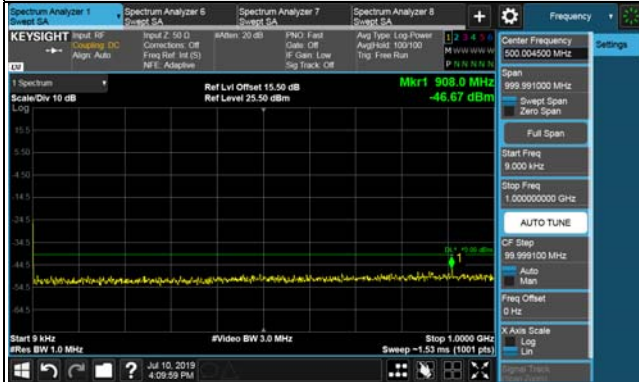 Spectrum Analyzer 1
Swept SA
Spectrum Analyzer 6
Swept SA
Spectrum Analyzer 7
Swept SA
Spectrum Analyzer 8
Swept SA
+
Frequency
KEYSIGHT
Input: RF
Coupling: DC
Align: Auto
Input Z: 50 Ω
Corrections: Off
Freq Ref: Int (S)
NFE: Adaptive
#Atten: 20 dB
PNO: Fast
Gate: Off
IF Gain: Low
Sig Track: Off
Avg Type: Log-Power
Avg|Hold: 100/100
Trig: Free Run
1 2 3 4 5 6
M W W W W W
P N N N N N
LXI
1 Spectrum
Scale/Div 10 dB
Log
Ref Lvl Offset 15.50 dB
Ref Level 25.50 dBm
Mkr1 908.0 MHz
-46.67 dBm
15.5
5.50
-4.50
-14.5
-24.5
-34.5
-44.5
-54.5
-64.5
1
Start 9 kHz
#Res BW 1.0 MHz
#Video BW 3.0 MHz
Stop 1.0000 GHz
Sweep ~1.53 ms (1001 pts)
Jul 10, 2019
4:09:59 PM
?
Settings
Center Frequency
500.004500 MHz
Span
999.991000 MHz
Swept Span
Zero Span
Full Span
Start Freq
9.000 kHz
Stop Freq
1.000000000 GHz
AUTO TUNE
CF Step
99.999100 MHz
Auto
Man
Freq Offset
0 Hz
X Axis Scale
Log
Lin
Signal Track